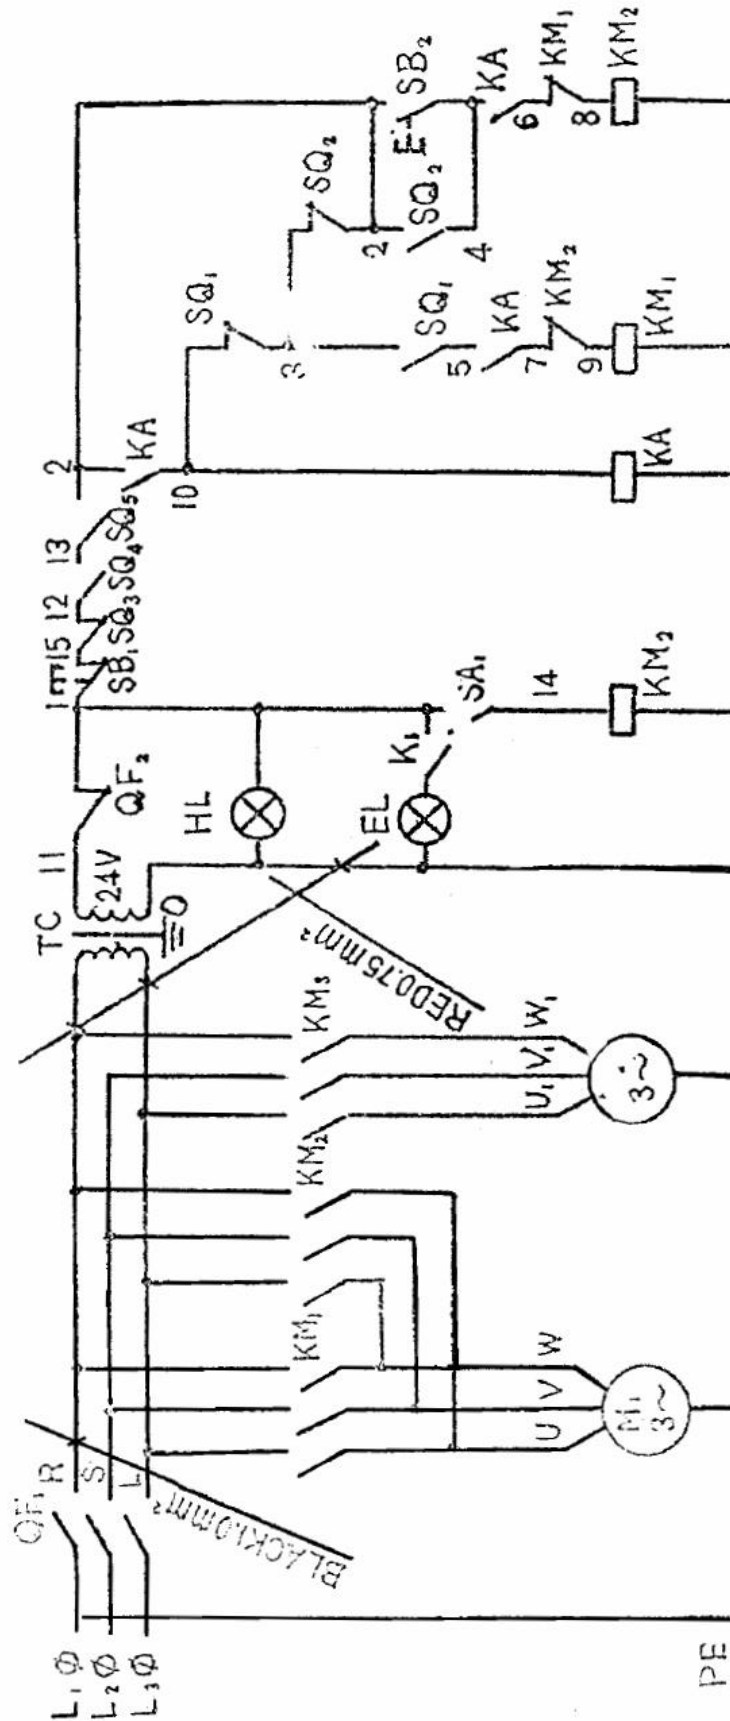 L₁ Ø
L₂ Ø
L₃ Ø
QF₁
R
S
L
BLACK1.0mm²
PE
KM₁
U
V
W
M₁
3~
KM₂
KM₃
U₁
V₁
W₁
3~
RED0.75mm²
TC
24V
0
11
QF₂
HL
EL
K₁
SA₁
14
KM₂
1
SB₁
15
SQ₃
12
SQ₄
13
SQ₅
2
KA
10
KA
SQ₁
3
SQ₁
5
KA
7
KM₂
9
KM₁
SQ₂
2
SQ₂
4
E
SB₂
KA
6
KM₁
8
KM₂